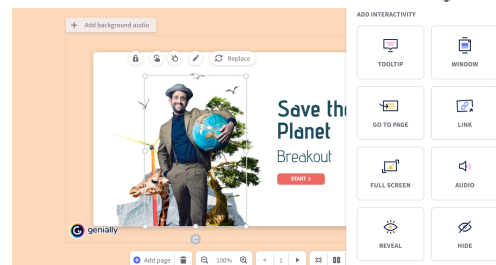 Add background audio
Replace
Save the
Planet
Breakout
START >
genially
Add page
100%
1
ADD INTERACTIVITY
TOOLTIP
WINDOW
GO TO PAGE
LINK
FULL SCREEN
AUDIO
REVEAL
HIDE